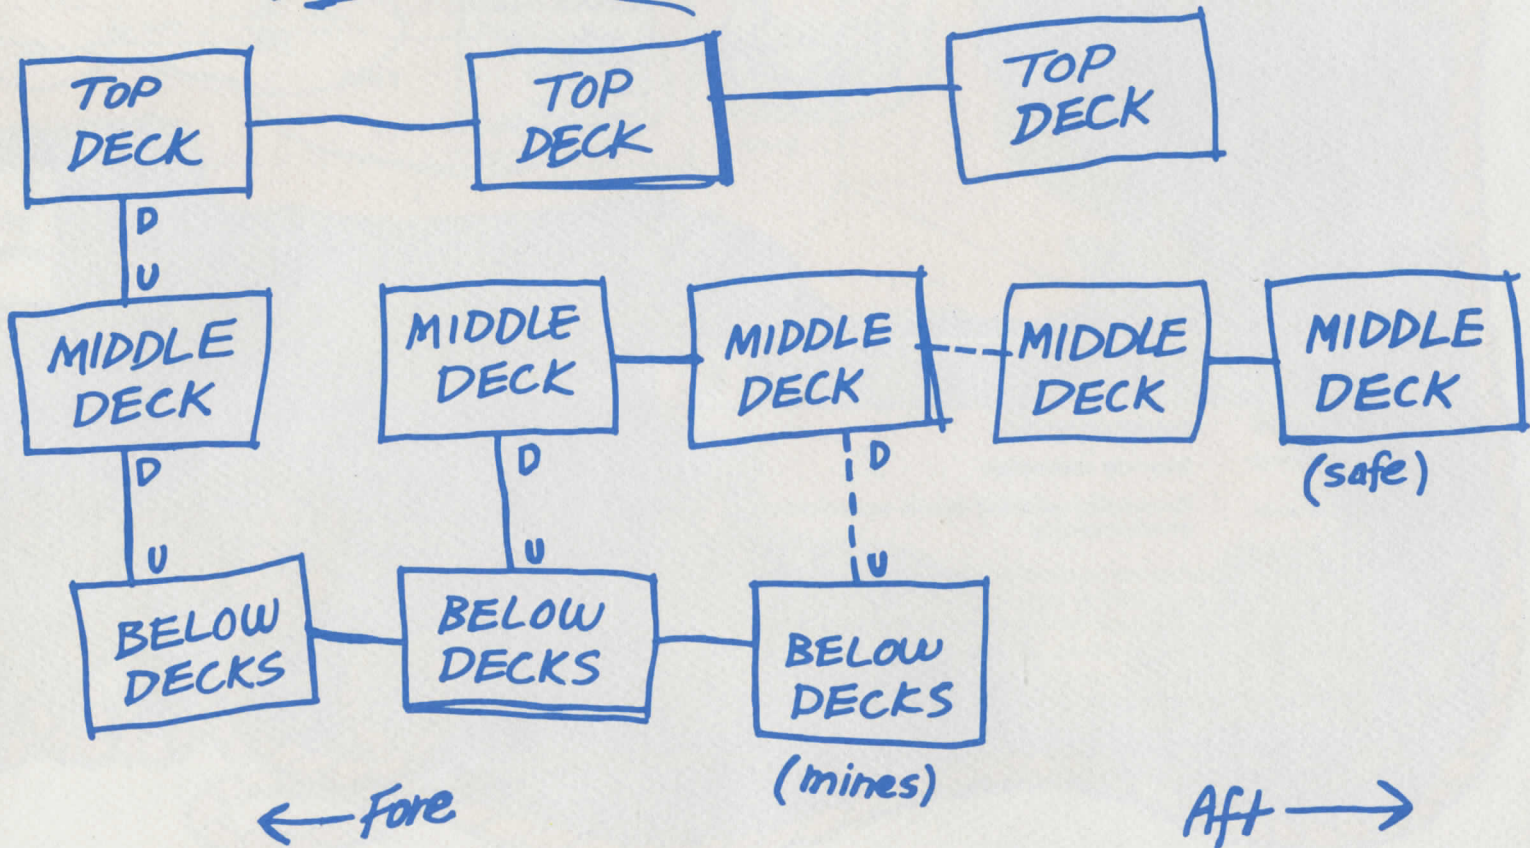 TOP
DECK
TOP
DECK
TOP
DECK
D
U
MIDDLE
DECK
MIDDLE
DECK
MIDDLE
DECK
MIDDLE
DECK
MIDDLE
DECK
(safe)
D
D
D
U
U
U
BELOW
DECKS
BELOW
DECKS
BELOW
DECKS
(mines)
Fore
Aft